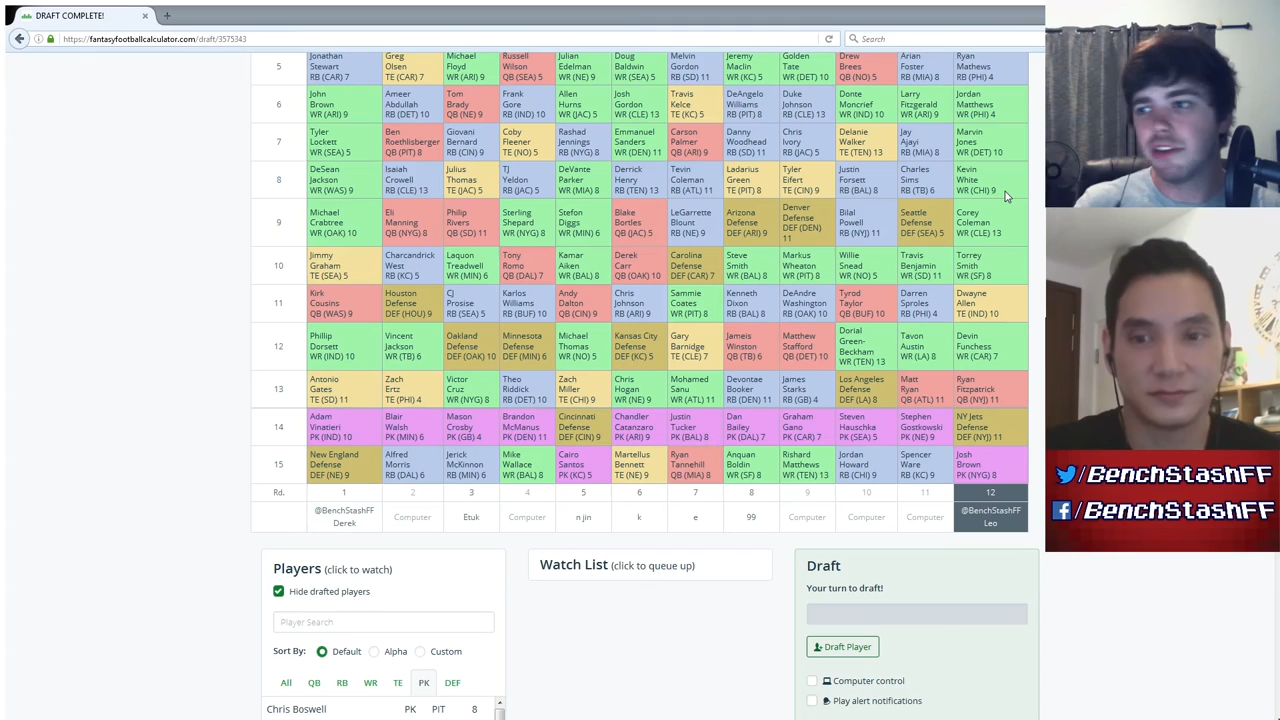 DRAFT COMPLETE!
https://fantasyfootballcalculator.com/draft/3575343
Search
5
Jonathan Stewart RB (CAR) 7
Greg Olsen TE (CAR) 7
Michael Floyd WR (ARI) 9
Russell Wilson QB (SEA) 5
Julian Edelman WR (NE) 9
Doug Baldwin WR (SEA) 5
Melvin Gordon RB (SD) 11
Jeremy Maclin WR (KC) 5
Golden Tate WR (DET) 10
Drew Brees QB (NO) 5
Arian Foster RB (MIA) 8
Ryan Mathews RB (PHI) 4
6
John Brown WR (ARI) 9
Ameer Abdullah RB (DET) 10
Tom Brady QB (NE) 9
Frank Gore RB (IND) 10
Allen Hurns WR (JAC) 5
Josh Gordon WR (CLE) 13
Travis Kelce TE (KC) 5
DeAngelo Williams RB (PIT) 8
Duke Johnson RB (CLE) 13
Donte Moncrief WR (IND) 10
Larry Fitzgerald WR (ARI) 9
Jordan Matthews WR (PHI) 4
7
Tyler Lockett WR (SEA) 5
Ben Roethlisberger QB (PIT) 8
Giovani Bernard RB (CIN) 9
Coby Fleener TE (NO) 5
Rashad Jennings RB (NYG) 8
Emmanuel Sanders WR (DEN) 11
Carson Palmer QB (ARI) 9
Danny Woodhead RB (SD) 11
Chris Ivory RB (JAC) 5
Delanie Walker TE (TEN) 13
Jay Ajayi RB (MIA) 8
Marvin Jones WR (DET) 10
8
DeSean Jackson WR (WAS) 9
Isaiah Crowell RB (CLE) 13
Julius Thomas TE (JAC) 5
TJ Yeldon RB (JAC) 5
DeVante Parker WR (MIA) 8
Derrick Henry RB (TEN) 13
Tevin Coleman RB (ATL) 11
Ladarius Green TE (PIT) 8
Tyler Eifert TE (CIN) 9
Justin Forsett RB (BAL) 8
Charles Sims RB (TB) 6
Kevin White WR (CHI) 9
9
Michael Crabtree WR (OAK) 10
Eli Manning QB (NYG) 8
Philip Rivers QB (SD) 11
Sterling Shepard WR (NYG) 8
Stefon Diggs WR (MIN) 6
Blake Bortles QB (JAC) 5
LeGarrette Blount RB (NE) 9
Arizona Defense DEF (ARI) 9
Denver Defense DEF (DEN) 11
Bilal Powell RB (NYJ) 11
Seattle Defense DEF (SEA) 5
Corey Coleman WR (CLE) 13
10
Jimmy Graham TE (SEA) 5
Charcandrick West RB (KC) 5
Laquon Treadwell WR (MIN) 6
Tony Romo QB (DAL) 7
Kamar Aiken WR (BAL) 8
Derek Carr QB (OAK) 10
Carolina Defense DEF (CAR) 7
Steve Smith WR (BAL) 8
Markus Wheaton WR (PIT) 8
Willie Snead WR (NO) 5
Travis Benjamin WR (SD) 11
Torrey Smith WR (SF) 8
11
Kirk Cousins QB (WAS) 9
Houston Defense DEF (HOU) 9
CJ Prosise RB (SEA) 5
Karlos Williams RB (BUF) 10
Andy Dalton QB (CIN) 9
Chris Johnson RB (ARI) 9
Sammie Coates WR (PIT) 8
Kenneth Dixon RB (BAL) 8
DeAndre Washington RB (OAK) 10
Tyrod Taylor QB (BUF) 10
Darren Sproles RB (PHI) 4
Dwayne Allen TE (IND) 10
12
Phillip Dorsett WR (IND) 10
Vincent Jackson WR (TB) 6
Oakland Defense DEF (OAK) 10
Minnesota Defense DEF (MIN) 6
Michael Thomas WR (NO) 5
Kansas City Defense DEF (KC) 5
Gary Barnidge TE (CLE) 7
Jameis Winston QB (TB) 6
Matthew Stafford QB (DET) 10
Dorial Green-Beckham WR (TEN) 13
Tavon Austin WR (LA) 8
Devin Funchess WR (CAR) 7
13
Antonio Gates TE (SD) 11
Zach Ertz TE (PHI) 4
Victor Cruz WR (NYG) 8
Theo Riddick RB (DET) 10
Zach Miller TE (CHI) 9
Chris Hogan WR (NE) 9
Mohamed Sanu WR (ATL) 11
Devontae Booker RB (DEN) 11
James Starks RB (GB) 4
Los Angeles Defense DEF (LA) 8
Matt Ryan QB (ATL) 11
Ryan Fitzpatrick QB (NYJ) 11
14
Adam Vinatieri PK (IND) 10
Blair Walsh PK (MIN) 6
Mason Crosby PK (GB) 4
Brandon McManus PK (DEN) 11
Cincinnati Defense DEF (CIN) 9
Chandler Catanzaro PK (ARI) 9
Justin Tucker PK (BAL) 8
Dan Bailey PK (DAL) 7
Graham Gano PK (CAR) 7
Steven Hauschka PK (SEA) 5
Stephen Gostkowski PK (NE) 9
NY Jets Defense DEF (NYJ) 11
15
New England Defense DEF (NE) 9
Alfred Morris RB (DAL) 7
Jerick McKinnon RB (MIN) 6
Mike Wallace WR (BAL) 8
Cairo Santos PK (KC) 5
Martellus Bennett TE (NE) 9
Ryan Tannehill QB (MIA) 8
Anquan Boldin WR (SF) 8
Rishard Matthews WR (TEN) 13
Jordan Howard RB (CHI) 9
Spencer Ware RB (KC) 9
Josh Brown PK (NYG) 8
Rd. 1 2 3 4 5 6 7 8 9 10 11 12
@BenchStashFF Derek
Computer
Etuk
Computer
n jin
k
e
99
Computer
Computer
Computer
@BenchStashFF Leo
Players (click to watch)
Hide drafted players
Player Search
Sort By: Default Alpha Custom
All QB RB WR TE PK DEF
Chris Boswell PK PIT 8
Watch List (click to queue up)
Draft
Your turn to draft!
Draft Player
Computer control
Play alert notifications
/BenchStashFF
/BenchStashFF